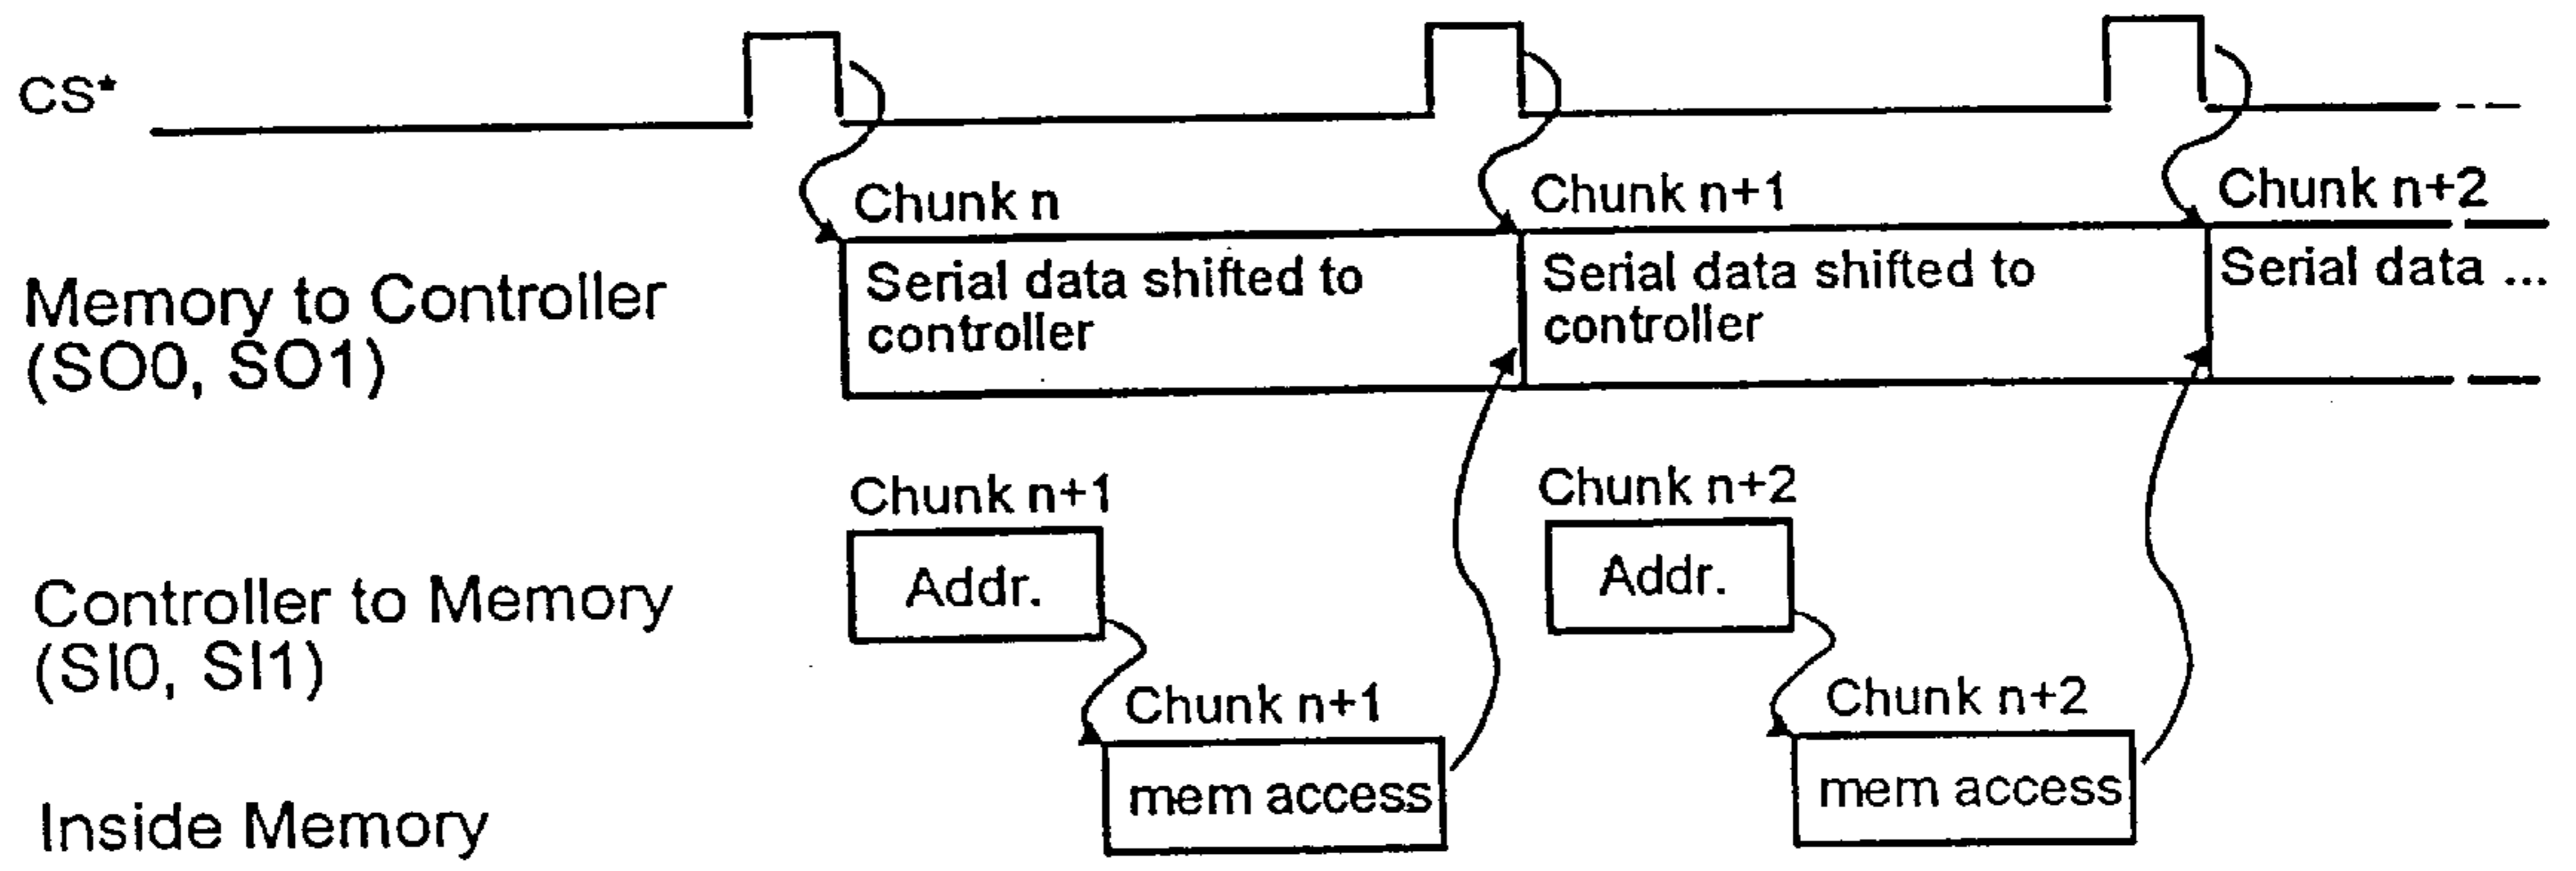 CS*
Chunk n
Chunk n+1
Chunk n+2
Memory to Controller
(SO0, SO1)
Serial data shifted to
controller
Serial data shifted to
controller
Serial data ...
Chunk n+1
Chunk n+2
Controller to Memory
(SI0, SI1)
Addr.
Addr.
Chunk n+1
Chunk n+2
Inside Memory
mem access
mem access